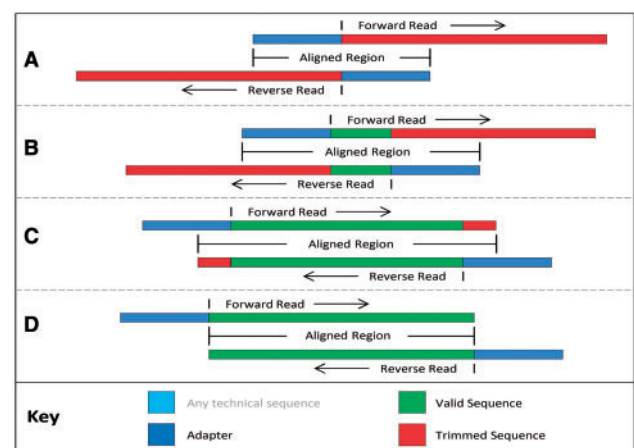 Forward Read
A
Aligned Region
Reverse Read
Forward Read
B
Aligned Region
Reverse Read
Forward Read
C
Aligned Region
Reverse Read
Forward Read
D
Aligned Region
Reverse Read
Key
Any technical sequence
Valid Sequence
Adapter
Trimmed Sequence